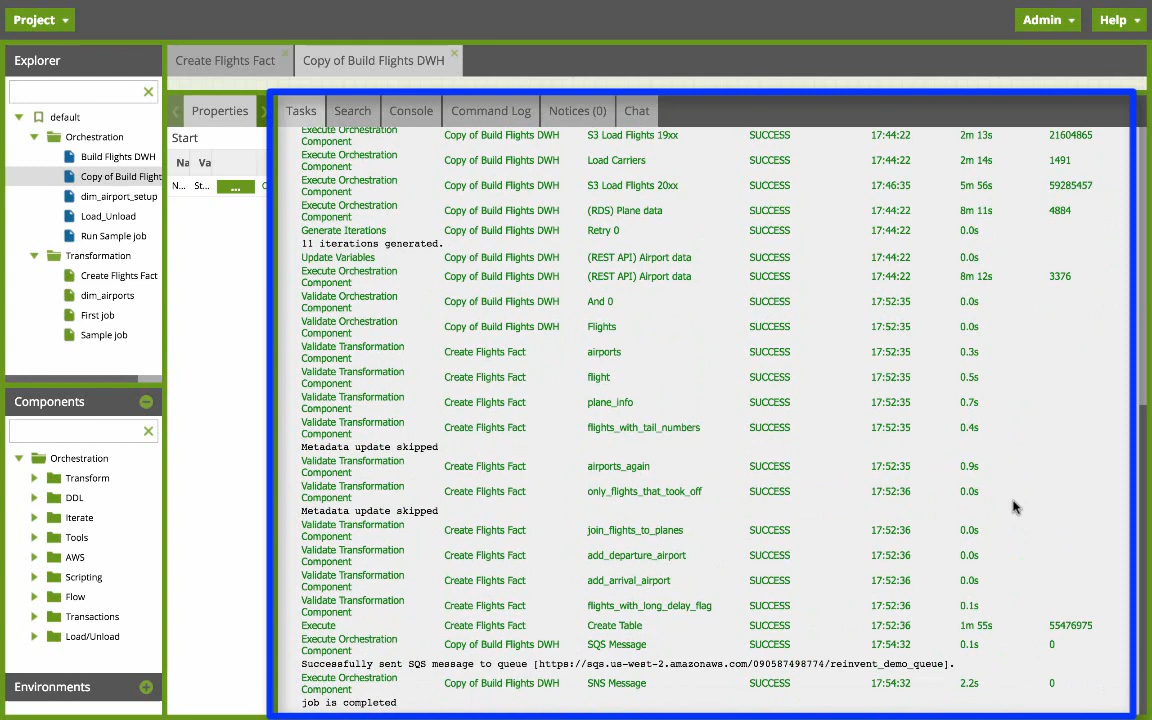 Project
Admin
Help
Explorer
Create Flights Fact
Copy of Build Flights DWH
default
Orchestration
Build Flights DWH
Copy of Build Flight
dim_airport_setup
Load_Unload
Run Sample job
Transformation
Create Flights Fact
dim_airports
First job
Sample job
Components
Orchestration
Transform
DDL
Iterate
Tools
AWS
Scripting
Flow
Transactions
Load/Unload
Environments
Properties
Start
Na Va
N... St... ...
Tasks Search Console Command Log Notices (0) Chat
Execute Orchestration Component Copy of Build Flights DWH S3 Load Flights 19xx SUCCESS 17:44:22 2m 13s 21604865
Execute Orchestration Component Copy of Build Flights DWH Load Carriers SUCCESS 17:44:22 2m 14s 1491
Execute Orchestration Component Copy of Build Flights DWH S3 Load Flights 20xx SUCCESS 17:46:35 5m 56s 59285457
Execute Orchestration Component Copy of Build Flights DWH (RDS) Plane data SUCCESS 17:44:22 8m 11s 4884
Generate Iterations Copy of Build Flights DWH Retry 0 SUCCESS 17:44:22 0.0s
11 iterations generated.
Update Variables Copy of Build Flights DWH (REST API) Airport data SUCCESS 17:44:22 0.0s
Execute Orchestration Component Copy of Build Flights DWH (REST API) Airport data SUCCESS 17:44:22 8m 12s 3376
Validate Orchestration Component Copy of Build Flights DWH And 0 SUCCESS 17:52:35 0.0s
Validate Orchestration Component Copy of Build Flights DWH Flights SUCCESS 17:52:35 0.0s
Validate Transformation Component Create Flights Fact airports SUCCESS 17:52:35 0.3s
Validate Transformation Component Create Flights Fact flight SUCCESS 17:52:35 0.5s
Validate Transformation Component Create Flights Fact plane_info SUCCESS 17:52:35 0.7s
Validate Transformation Component Create Flights Fact flights_with_tail_numbers SUCCESS 17:52:35 0.4s
Metadata update skipped
Validate Transformation Component Create Flights Fact airports_again SUCCESS 17:52:35 0.9s
Validate Transformation Component Create Flights Fact only_flights_that_took_off SUCCESS 17:52:36 0.0s
Metadata update skipped
Validate Transformation Component Create Flights Fact join_flights_to_planes SUCCESS 17:52:36 0.0s
Validate Transformation Component Create Flights Fact add_departure_airport SUCCESS 17:52:36 0.0s
Validate Transformation Component Create Flights Fact add_arrival_airport SUCCESS 17:52:36 0.0s
Validate Transformation Component Create Flights Fact flights_with_long_delay_flag SUCCESS 17:52:36 0.1s
Execute Create Flights Fact Create Table SUCCESS 17:52:36 1m 55s 55476975
Execute Orchestration Component Copy of Build Flights DWH SQS Message SUCCESS 17:54:32 0.1s 0
Successfully sent SQS message to queue [https://sqs.us-west-2.amazonaws.com/090587498774/reinvent_demo_queue].
Execute Orchestration Component Copy of Build Flights DWH SNS Message SUCCESS 17:54:32 2.2s 0
job is completed